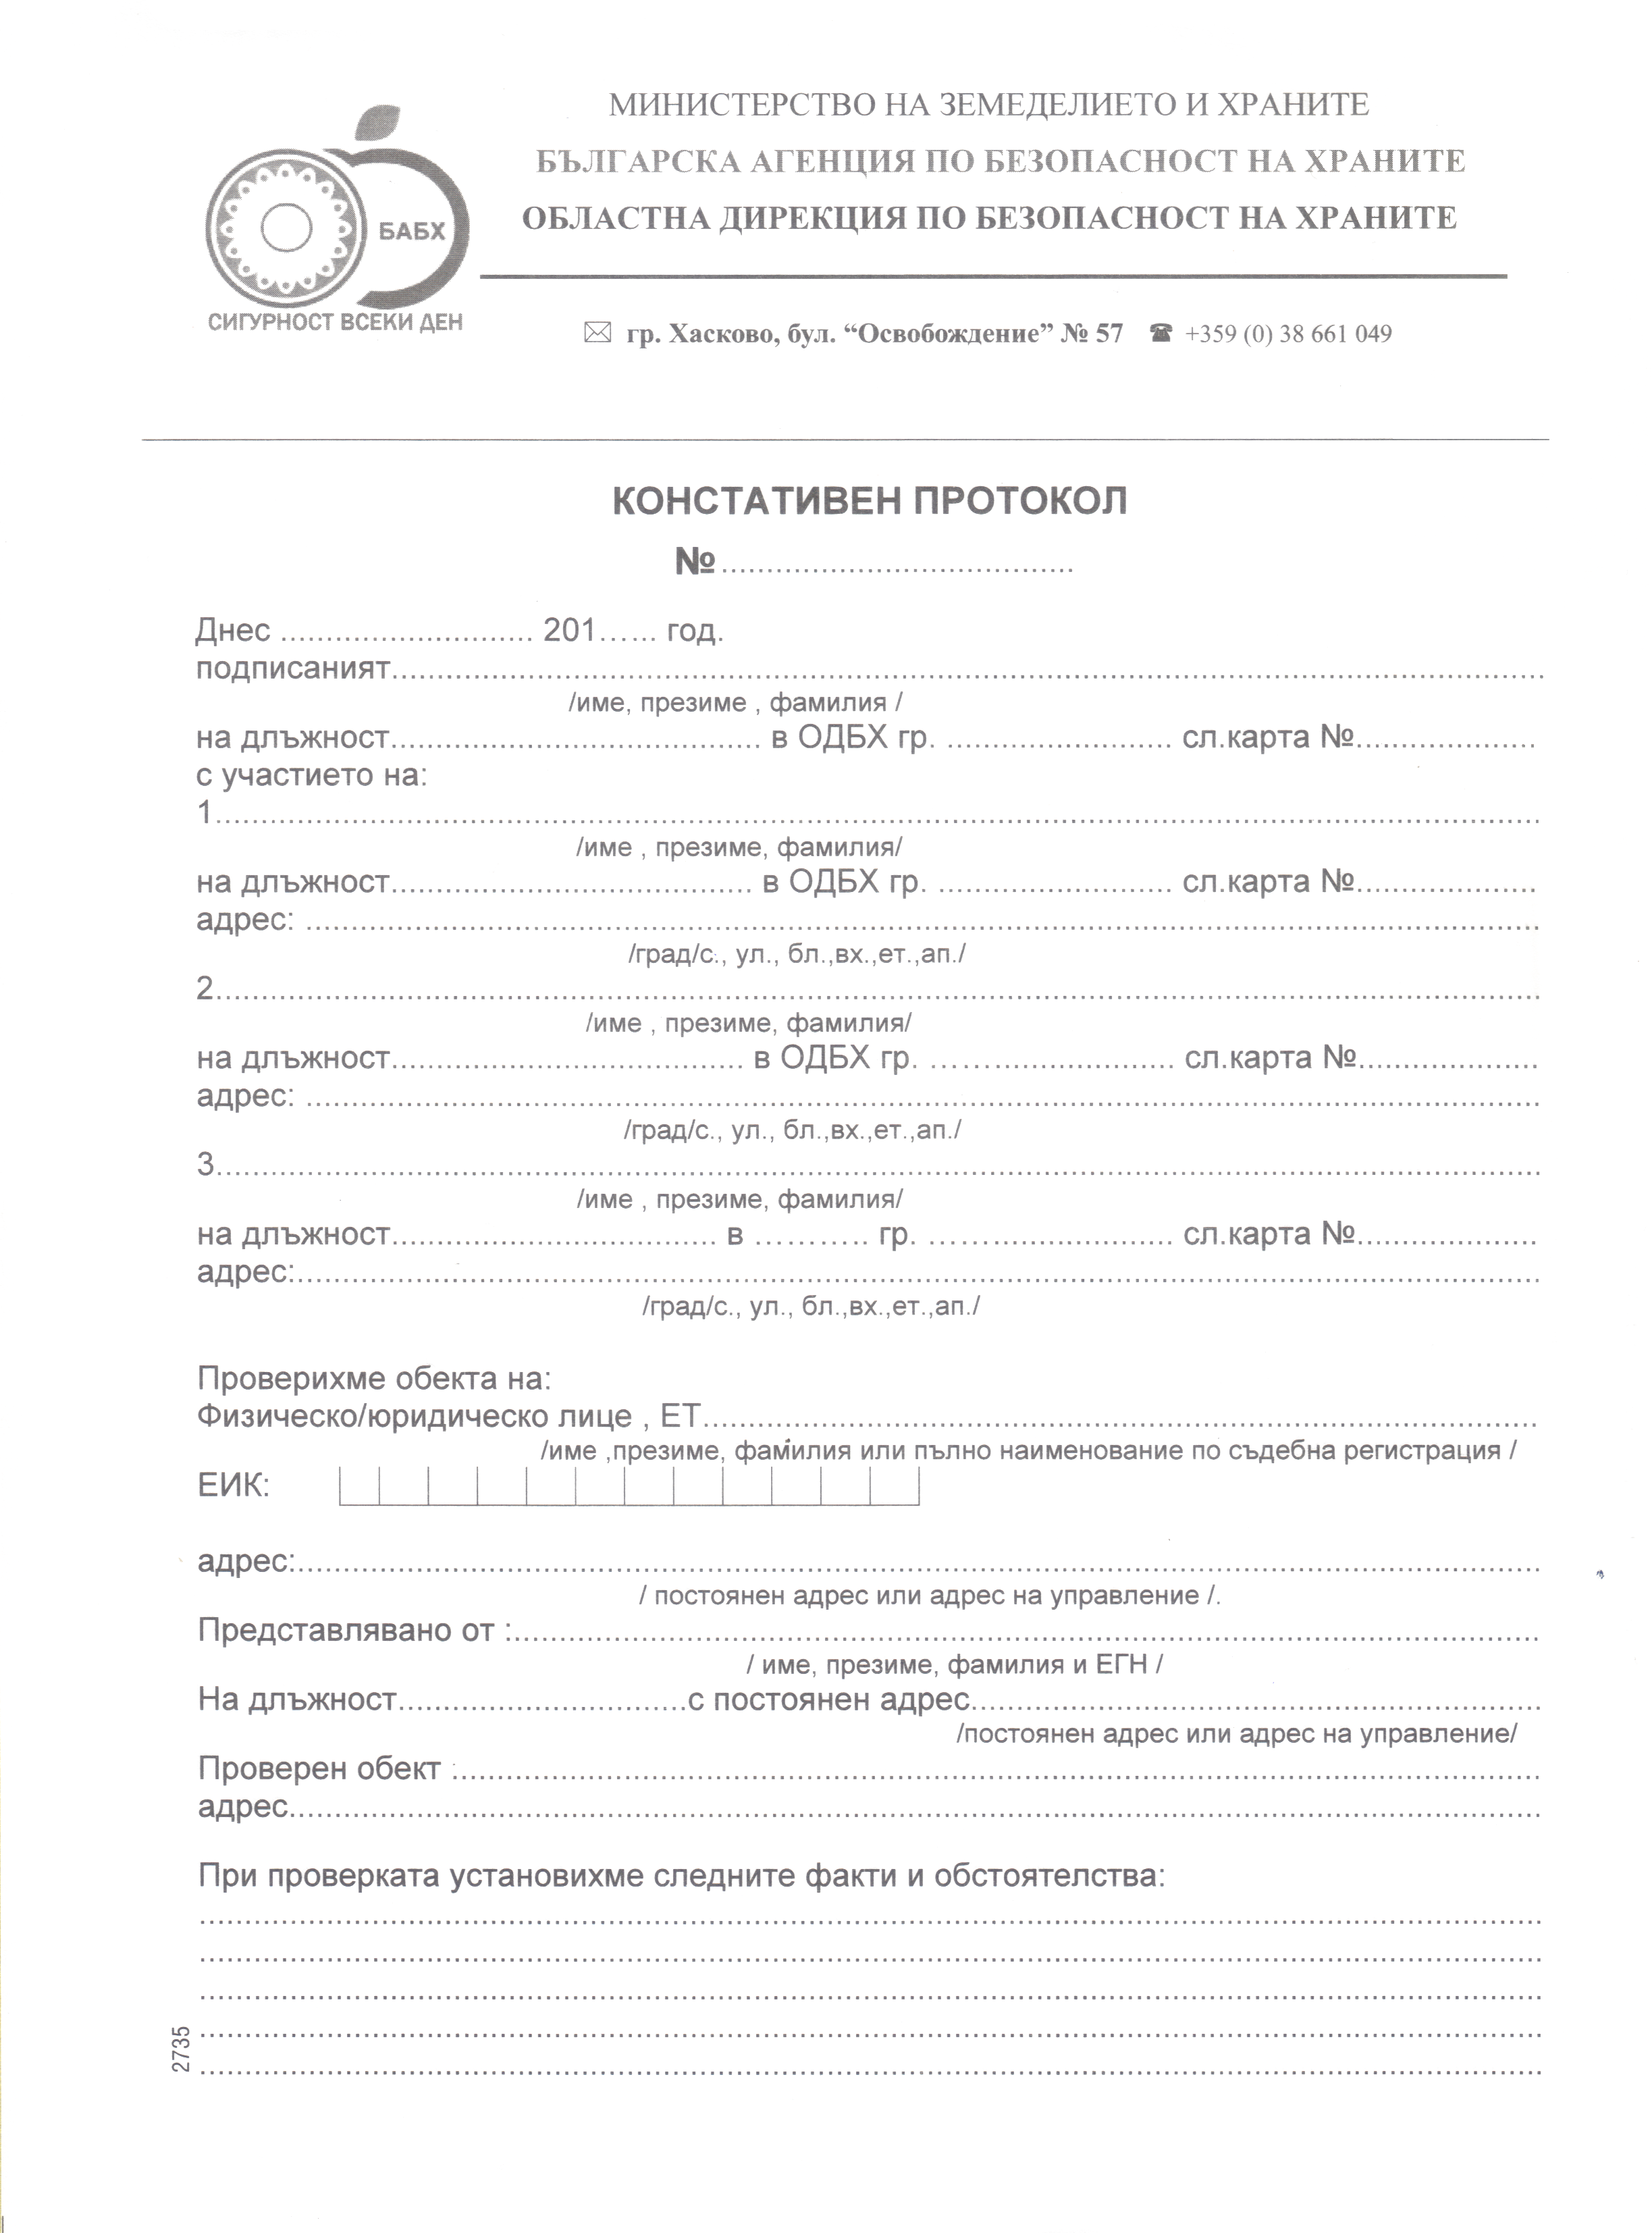 МИНИСТЕРСТВО НА ЗЕМЕДЕЛИЕТО И ХРАНИТЕ
БЪЛГАРСКА АГЕНЦИЯ ПО БЕЗОПАСНОСТ НА ХРАНИТЕ
ОБЛАСТНА ДИРЕКЦИЯ ПО БЕЗОПАСНОСТ НА ХРАНИТЕ
БАБХ
СИГУРНОСТ ВСЕКИ ДЕН
✉ гр. Хасково, бул. “Освобождение” № 57 ☎ +359 (0) 38 661 049
КОНСТАТИВЕН ПРОТОКОЛ
№.......................................
Днес ............................ 201...... год.
подписаният................................................................................
/име, презиме , фамилия /
на длъжност........................................ в ОДБХ гр. ......................... сл.карта №....................
с участието на:
1................................................................................
/име , презиме, фамилия/
на длъжност....................................... в ОДБХ гр. .......................... сл.карта №....................
адрес: ................................................................................
/град/с., ул., бл.,вх.,ет.,ап./
2................................................................................
/име , презиме, фамилия/
на длъжност...................................... в ОДБХ гр. ........................... сл.карта №....................
адрес: ................................................................................
/град/с., ул., бл.,вх.,ет.,ап./
3................................................................................
/име , презиме, фамилия/
на длъжност................................... в ........... гр. ........................... сл.карта №....................
адрес:................................................................................
/град/с., ул., бл.,вх.,ет.,ап./
Проверихме обекта на:
Физическо/юридическо лице , ЕТ................................................................................
/име ,презиме, фамилия или пълно наименование по съдебна регистрация /
ЕИК:
адрес:................................................................................
/ постоянен адрес или адрес на управление /.
Представлявано от :................................................................................
/ име, презиме, фамилия и ЕГН /
На длъжност...............................с постоянен адрес...............................................................
/постоянен адрес или адрес на управление/
Проверен обект :................................................................................
адрес................................................................................
При проверката установихме следните факти и обстоятелства:
................................................................................
................................................................................
................................................................................
................................................................................
................................................................................
2735